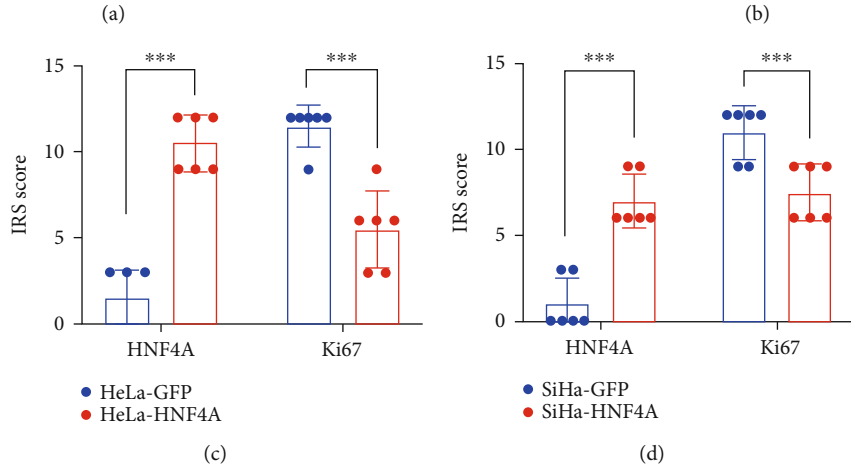 (a)
(b)
***
***
15
10
5
0
IRS score
HNF4A
Ki67
HeLa-GFP
HeLa-HNF4A
(c)
***
***
15
10
5
0
IRS score
HNF4A
Ki67
SiHa-GFP
SiHa-HNF4A
(d)